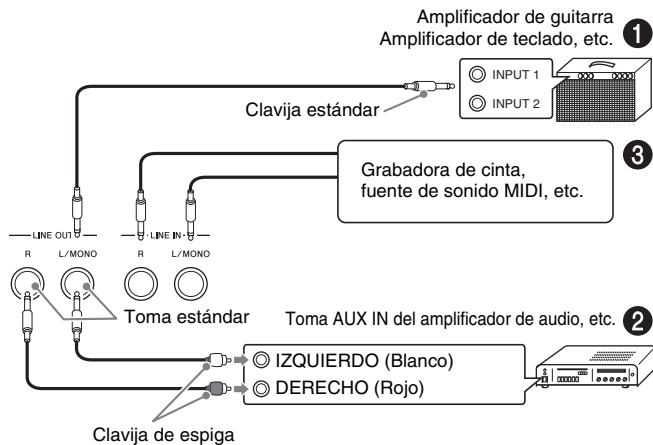 Amplificador de guitarra
Amplificador de teclado, etc.
1
INPUT 1
INPUT 2
Clavija estándar
3
Grabadora de cinta,
fuente de sonido MIDI, etc.
LINE OUT
LINE IN
R
L/MONO
R
L/MONO
Toma estándar
Toma AUX IN del amplificador de audio, etc.
2
IZQUIERDO (Blanco)
DERECHO (Rojo)
Clavija de espiga